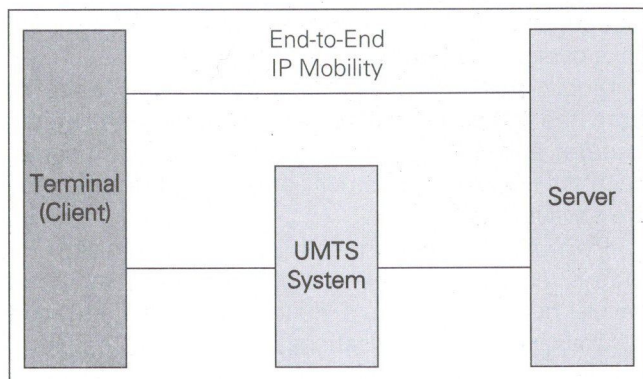 End-to-End
IP Mobility
Terminal
(Client)
UMTS
System
Server